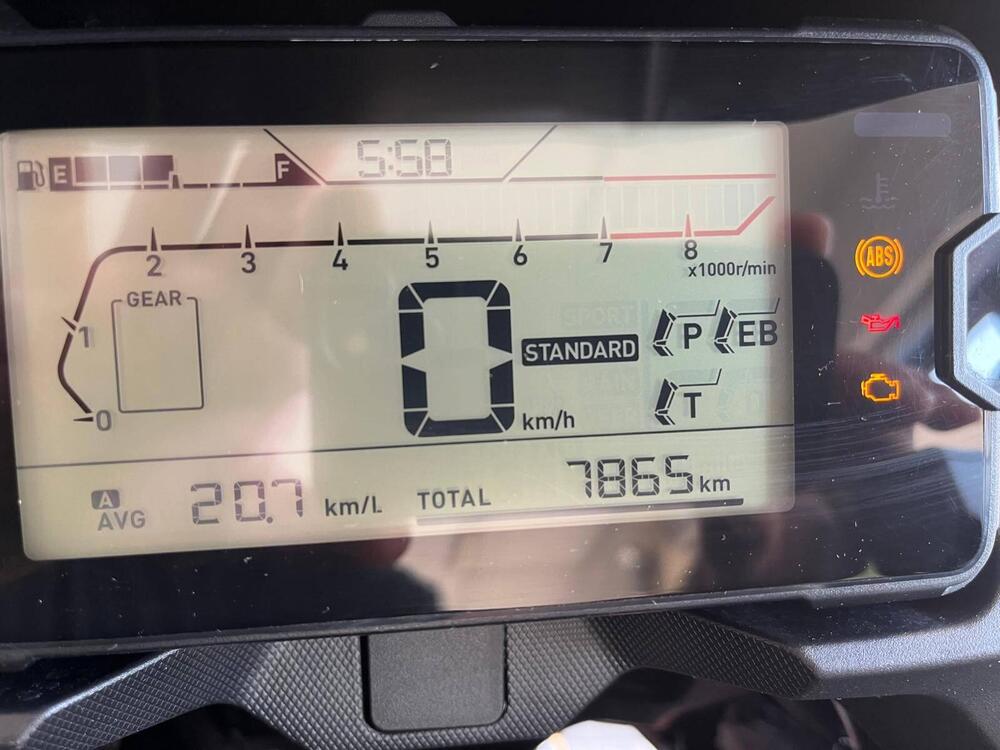 E F 5:58
2 3 4 5 6 7 8
x1000r/min
GEAR
1
0
0 km/h
STANDARD
P EB
T
A
AVG 20.7 km/L TOTAL 7865 km
ABS